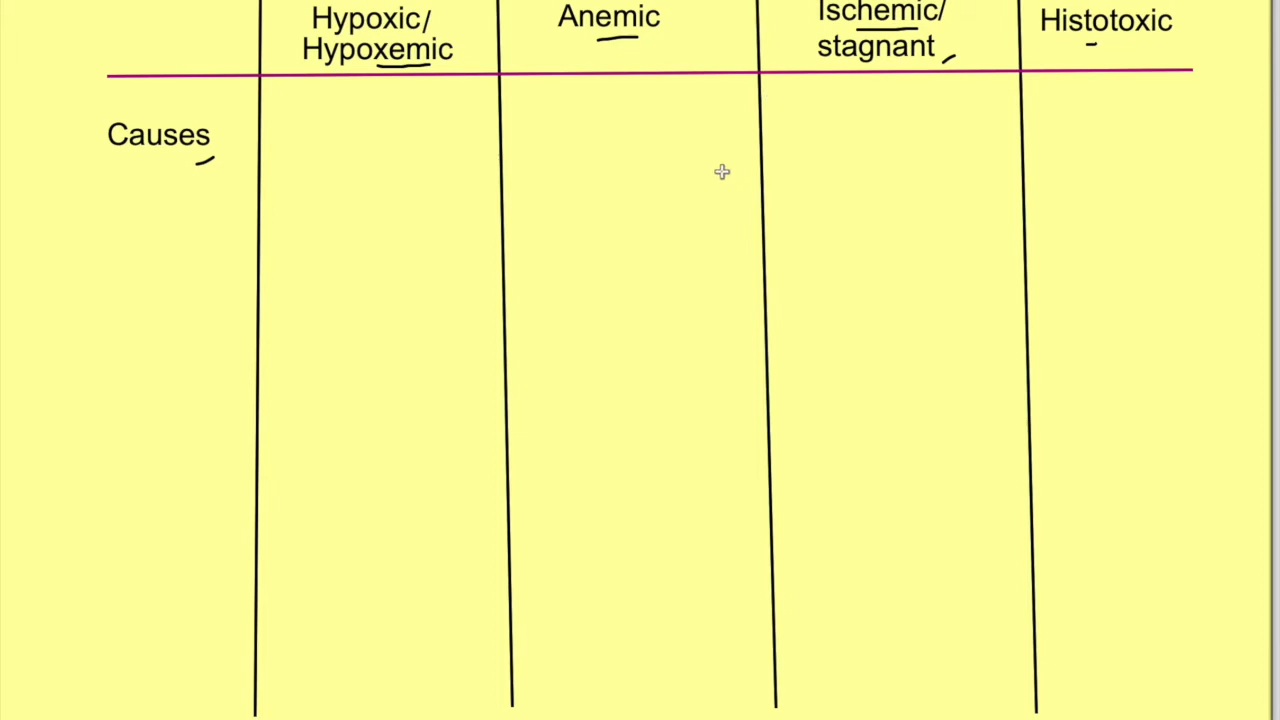 Hypoxic/
Hypoxemic
Anemic
Ischemic/
stagnant
Histotoxic
Causes